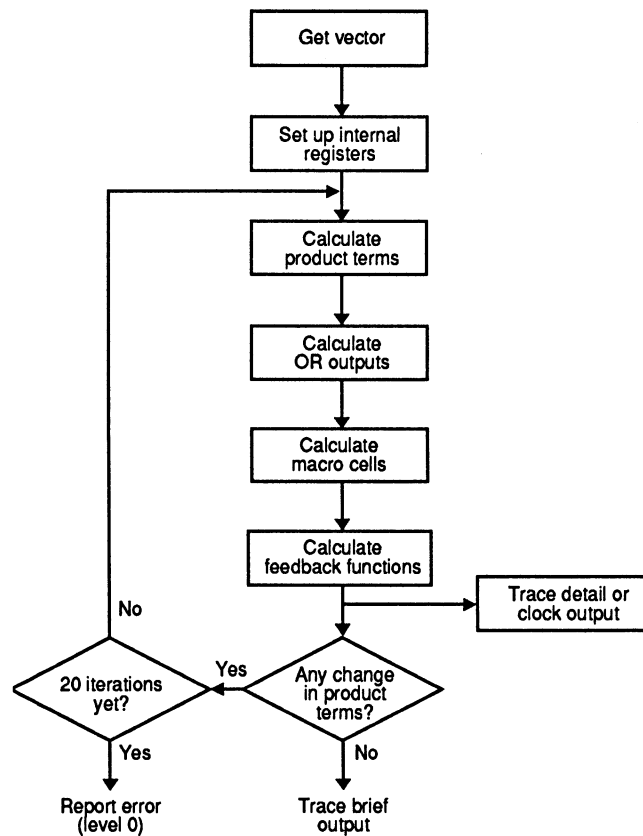 Get vector
Set up internal
registers
Calculate
product terms
Calculate
OR outputs
Calculate
macro cells
Calculate
feedback functions
Trace detail or
clock output
No
Yes
20 iterations
yet?
Any change
in product
terms?
Yes
No
Report error
(level 0)
Trace brief
output